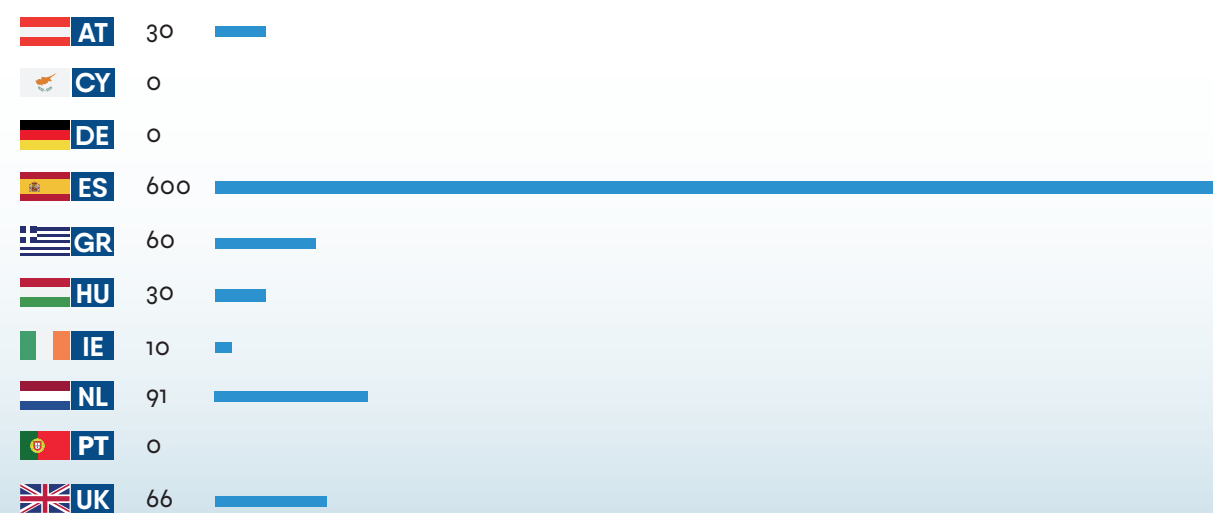 AT 30
CY 0
DE 0
ES 600
GR 60
HU 30
IE 10
NL 91
PT 0
UK 66